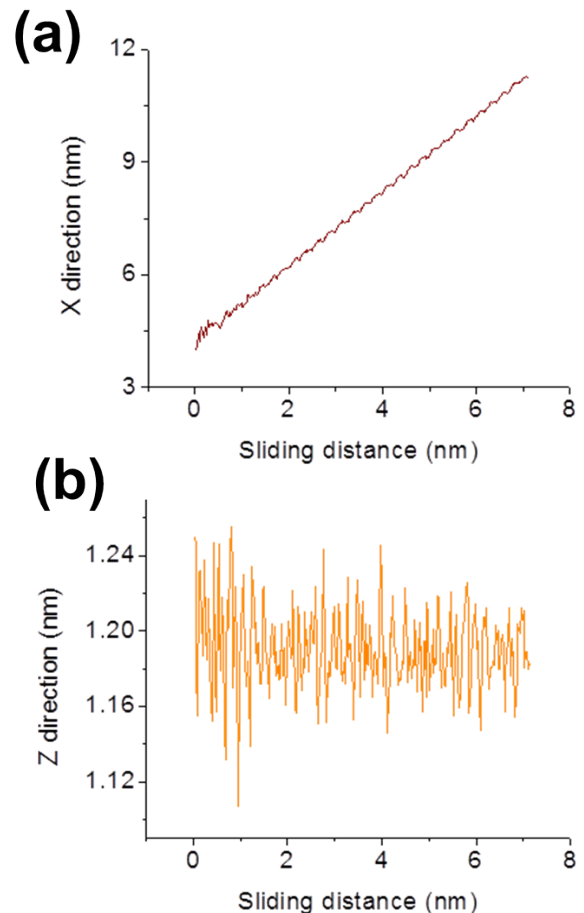 (a)
12
9
6
3
X direction (nm)
0 2 4 6 8
Sliding distance (nm)
(b)
1.24
1.20
1.16
1.12
Z direction (nm)
0 2 4 6 8
Sliding distance (nm)